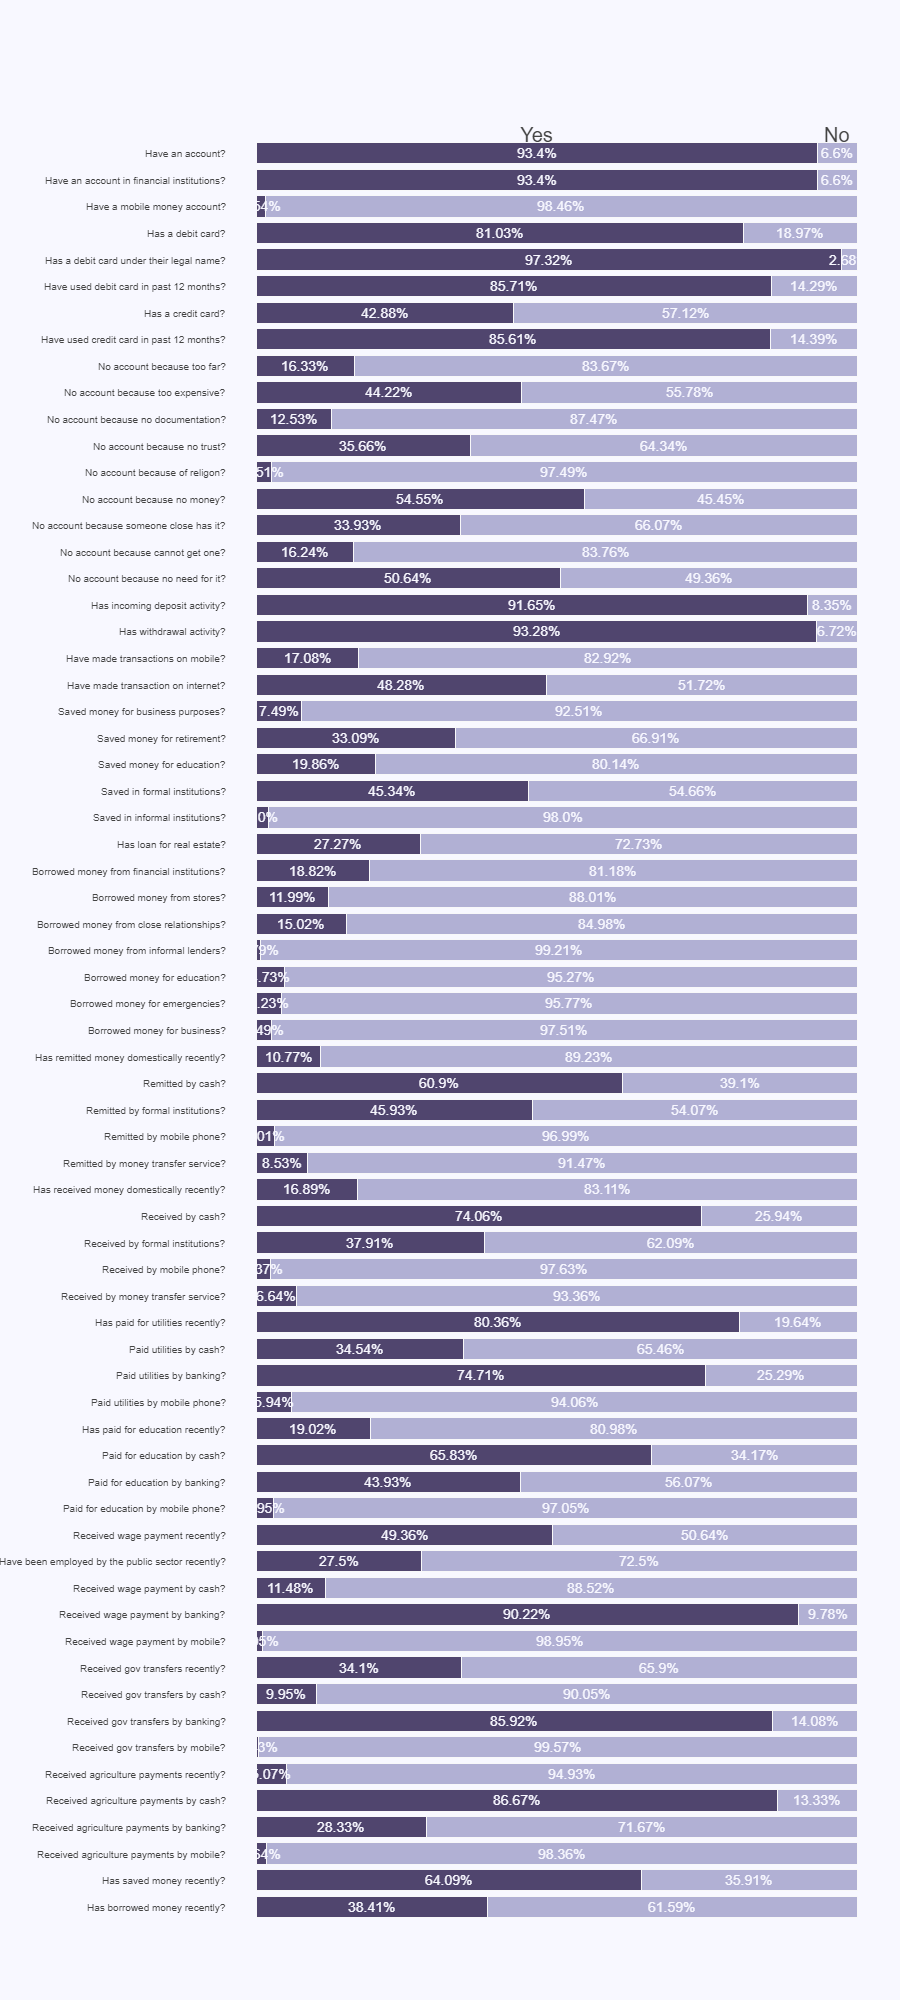 Yes No
Have an account? 93.4% 6.6%
Have an account in financial institutions? 93.4% 6.6%
Have a mobile money account? 54% 98.46%
Has a debit card? 81.03% 18.97%
Has a debit card under their legal name? 97.32% 2.68
Have used debit card in past 12 months? 85.71% 14.29%
Has a credit card? 42.88% 57.12%
Have used credit card in past 12 months? 85.61% 14.39%
No account because too far? 16.33% 83.67%
No account because too expensive? 44.22% 55.78%
No account because no documentation? 12.53% 87.47%
No account because no trust? 35.66% 64.34%
No account because of religon? 51% 97.49%
No account because no money? 54.55% 45.45%
No account because someone close has it? 33.93% 66.07%
No account because cannot get one? 16.24% 83.76%
No account because no need for it? 50.64% 49.36%
Has incoming deposit activity? 91.65% 8.35%
Has withdrawal activity? 93.28% 6.72%
Have made transactions on mobile? 17.08% 82.92%
Have made transaction on internet? 48.28% 51.72%
Saved money for business purposes? 7.49% 92.51%
Saved money for retirement? 33.09% 66.91%
Saved money for education? 19.86% 80.14%
Saved in formal institutions? 45.34% 54.66%
Saved in informal institutions? 0% 98.0%
Has loan for real estate? 27.27% 72.73%
Borrowed money from financial institutions? 18.82% 81.18%
Borrowed money from stores? 11.99% 88.01%
Borrowed money from close relationships? 15.02% 84.98%
Borrowed money from informal lenders? 9% 99.21%
Borrowed money for education? .73% 95.27%
Borrowed money for emergencies? .23% 95.77%
Borrowed money for business? 49% 97.51%
Has remitted money domestically recently? 10.77% 89.23%
Remitted by cash? 60.9% 39.1%
Remitted by formal institutions? 45.93% 54.07%
Remitted by mobile phone? 01% 96.99%
Remitted by money transfer service? 8.53% 91.47%
Has received money domestically recently? 16.89% 83.11%
Received by cash? 74.06% 25.94%
Received by formal institutions? 37.91% 62.09%
Received by mobile phone? 37% 97.63%
Received by money transfer service? 6.64% 93.36%
Has paid for utilities recently? 80.36% 19.64%
Paid utilities by cash? 34.54% 65.46%
Paid utilities by banking? 74.71% 25.29%
Paid utilities by mobile phone? 5.94% 94.06%
Has paid for education recently? 19.02% 80.98%
Paid for education by cash? 65.83% 34.17%
Paid for education by banking? 43.93% 56.07%
Paid for education by mobile phone? 95% 97.05%
Received wage payment recently? 49.36% 50.64%
Have been employed by the public sector recently? 27.5% 72.5%
Received wage payment by cash? 11.48% 88.52%
Received wage payment by banking? 90.22% 9.78%
Received wage payment by mobile? 5% 98.95%
Received gov transfers recently? 34.1% 65.9%
Received gov transfers by cash? 9.95% 90.05%
Received gov transfers by banking? 85.92% 14.08%
Received gov transfers by mobile? 3% 99.57%
Received agriculture payments recently? 5.07% 94.93%
Received agriculture payments by cash? 86.67% 13.33%
Received agriculture payments by banking? 28.33% 71.67%
Received agriculture payments by mobile? 64% 98.36%
Has saved money recently? 64.09% 35.91%
Has borrowed money recently? 38.41% 61.59%